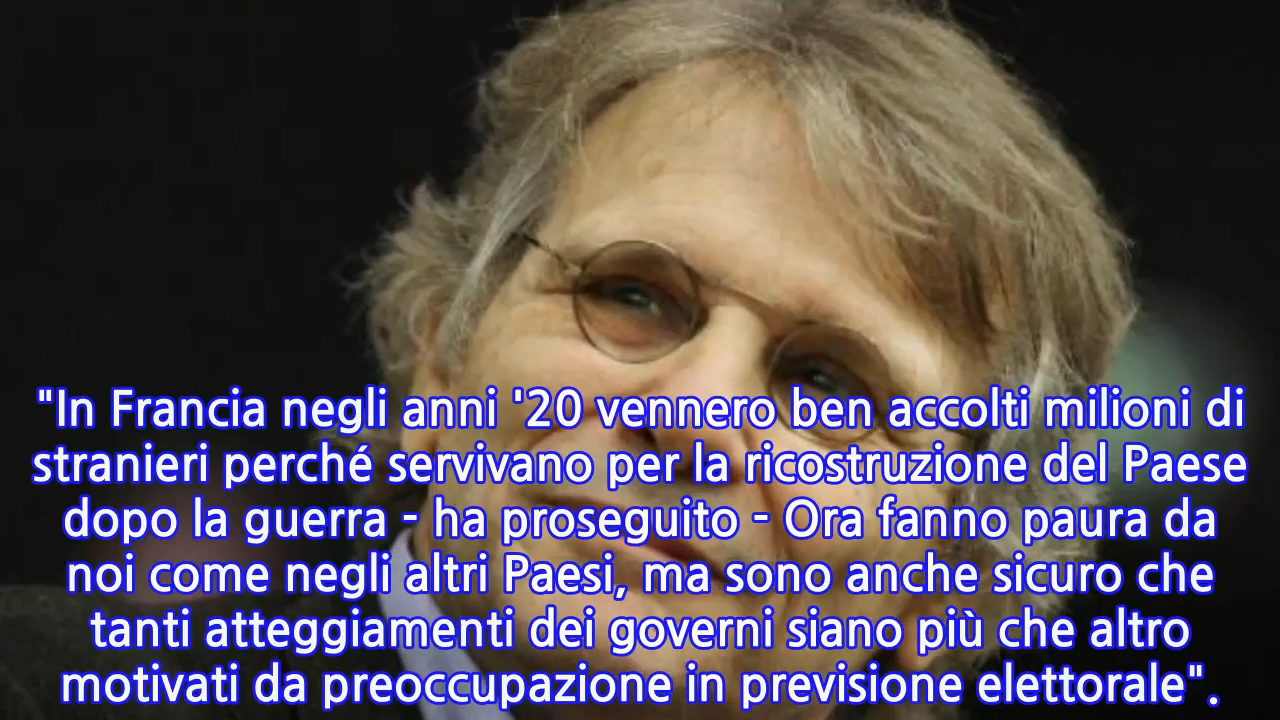 "In Francia negli anni '20 vennero ben accolti milioni di
stranieri perché servivano per la ricostruzione del Paese
dopo la guerra - ha proseguito - Ora fanno paura da
noi come negli altri Paesi, ma sono anche sicuro che
tanti atteggiamenti dei governi siano più che altro
motivati da preoccupazione in previsione elettorale".